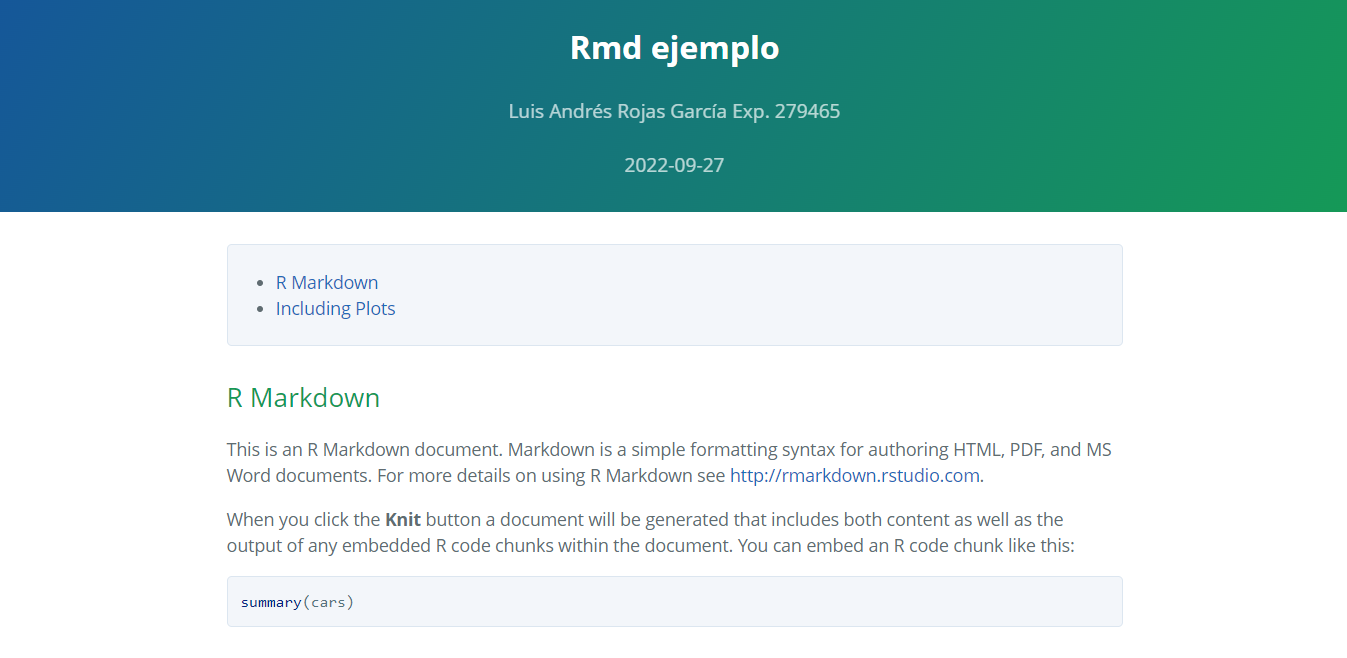 Rmd ejemplo
Luis Andrés Rojas García Exp. 279465
2022-09-27
R Markdown
Including Plots
R Markdown
This is an R Markdown document. Markdown is a simple formatting syntax for authoring HTML, PDF, and MS
Word documents. For more details on using R Markdown see http://rmarkdown.rstudio.com.
When you click the Knit button a document will be generated that includes both content as well as the
output of any embedded R code chunks within the document. You can embed an R code chunk like this:
summary(cars)